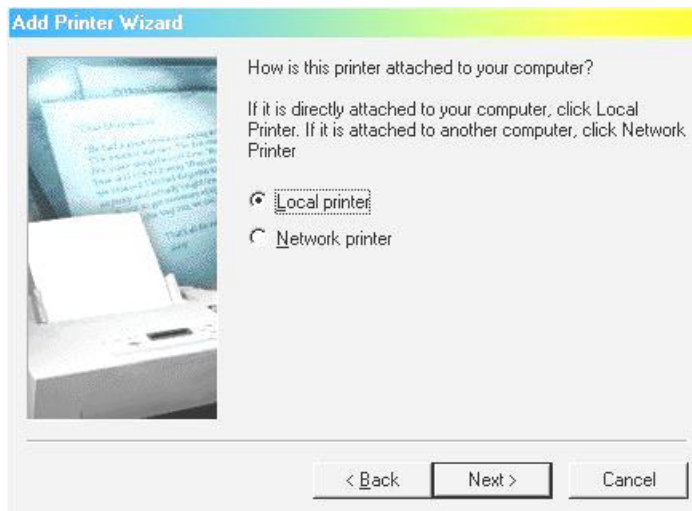 Add Printer Wizard
How is this printer attached to your computer?
If it is directly attached to your computer, click Local
Printer. If it is attached to another computer, click Network
Printer
Local printer
Network printer
< Back
Next >
Cancel